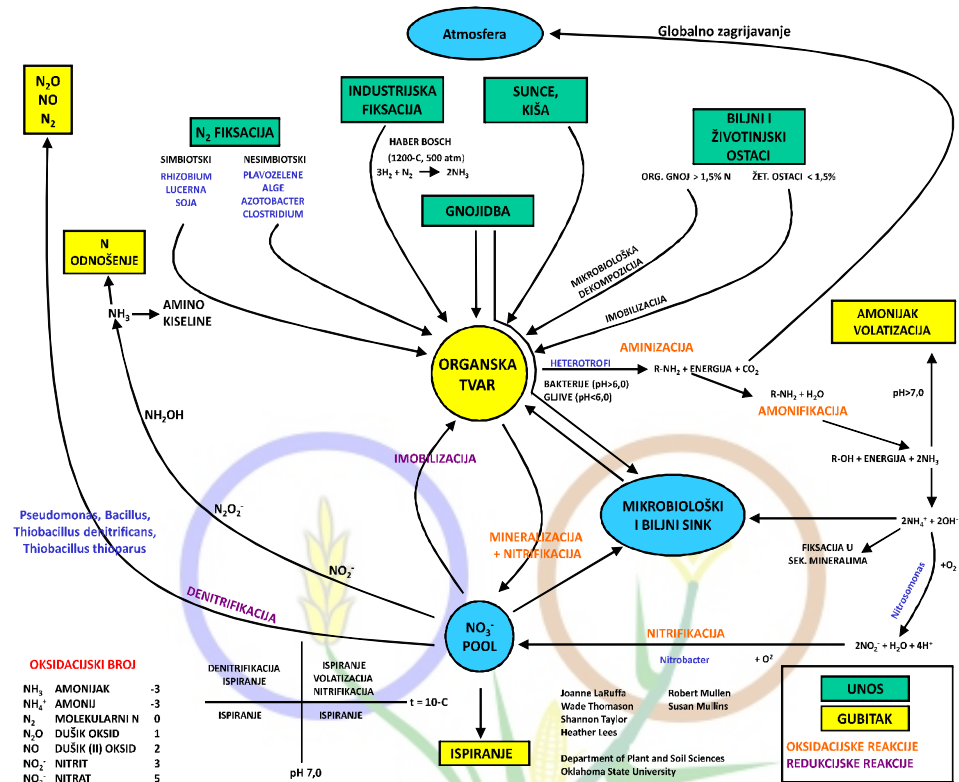 Atmosfera
Globalno zagrijavanje
N₂O
NO
N₂
INDUSTRIJSKA
FIKSACIJA
SUNCE,
KIŠA
BILJNI I
ŽIVOTINJSKI
OSTACI
N₂ FIKSACIJA
SIMBIOTSKI
RHIZOBIUM
LUCERNA
SOJA
NESIMBIOTSKI
PLAVOZELENE
ALGE
AZOTOBACTER
CLOSTRIDIUM
HABER BOSCH
(1200◦C, 500 atm)
3H₂ + N₂ → 2NH₃
ORG. GNOJ > 1,5% N
ŽET. OSTACI < 1,5%
GNOJIDBA
N
ODNOŠENJE
MIKROBIOLOŠKA
DEKOMPOZICIJA
IMOBILIZACIJA
NH₃
AMINO
KISELINE
AMONIJAK
VOLATIZACIJA
ORGANSKA
TVAR
HETEROTROFI
AMINIZACIJA
R-NH₂ + ENERGIJA + CO₂
BAKTERIJE (pH>6,0)
GLJIVE (pH<6,0)
R-NH₂ + H₂O
AMONIFIKACIJA
pH>7,0
NH₂OH
IMOBILIZACIJA
R-OH + ENERGIJA + 2NH₃
N₂O₂⁻
MIKROBIOLOŠKI
I BILJNI SINK
2NH₄⁺ + 2OH⁻
Pseudomonas, Bacillus,
Thiobacillus denitrificans,
Thiobacillus thioparus
MINERALIZACIJA
+ NITRIFIKACIJA
FIKSACIJA U
SEK. MINERALIMA
+O₂
Nitrosomonas
NO₂⁻
DENITRIFIKACIJA
NO₃⁻
POOL
NITRIFIKACIJA
Nitrobacter
+ O²
2NO₂⁻ + H₂O + 4H⁺
OKSIDACIJSKI BROJ
NH₃ AMONIJAK -3
NH₄⁺ AMONIJ -3
N₂ MOLEKULARNI N 0
N₂O DUŠIK OKSID 1
NO DUŠIK (II) OKSID 2
NO₂⁻ NITRIT 3
NO₃⁻ NITRAT 5
DENITRIFIKACIJA
ISPIRANJE
ISPIRANJE
VOLATIZACIJA
NITRIFIKACIJA
t = 10◦C
ISPIRANJE
ISPIRANJE
pH 7,0
ISPIRANJE
Joanne LaRuffa
Wade Thomason
Shannon Taylor
Heather Lees
Robert Mullen
Susan Mullins
Department of Plant and Soil Sciences
Oklahoma State University
UNOS
GUBITAK
OKSIDACIJSKE REAKCIJE
REDUKCIJSKE REAKCIJE